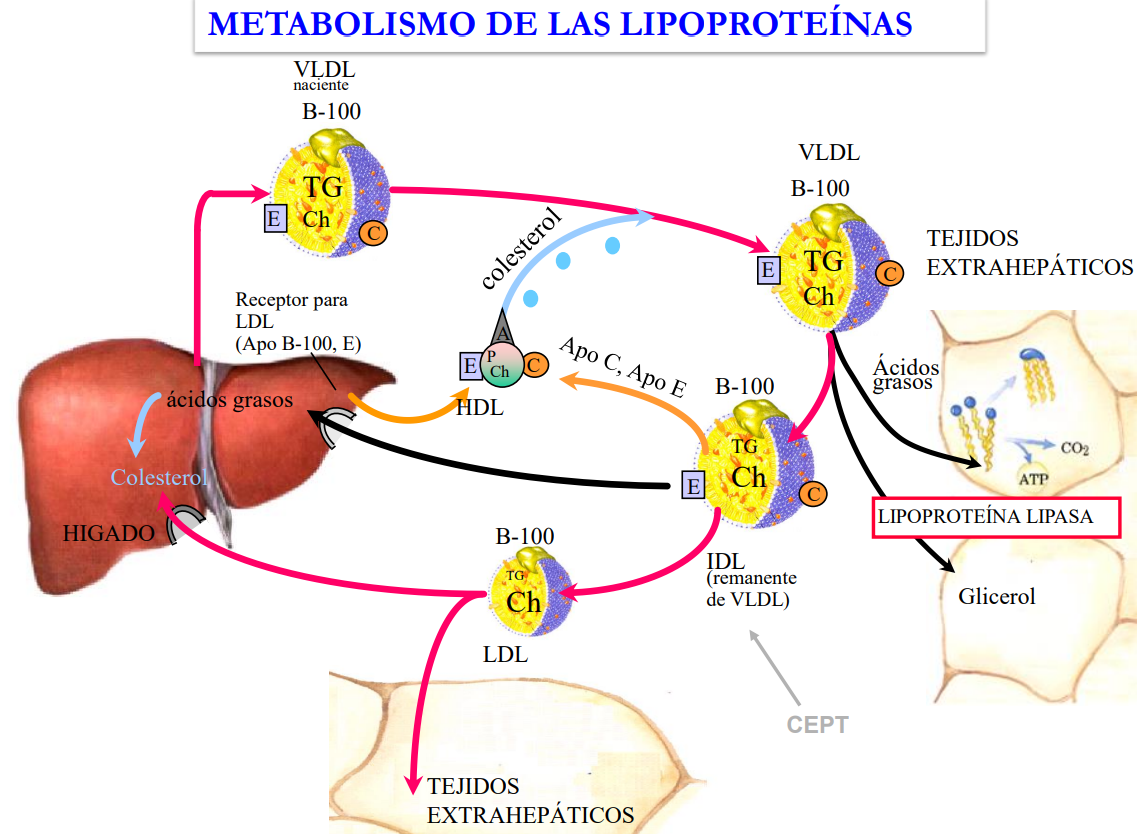 METABOLISMO DE LAS LIPOPROTEÍNAS
VLDL
naciente
B-100
TG
Ch
E
C
colesterol
VLDL
B-100
TG
Ch
E
C
TEJIDOS
EXTRAHEPÁTICOS
Receptor para
LDL
(Apo B-100, E)
A
P
Ch
E
C
HDL
Apo C, Apo E
B-100
TG
Ch
E
C
IDL
(remanente
de VLDL)
CEPT
Ácidos
grasos
CO2
ATP
LIPOPROTEÍNA LIPASA
Glicerol
ácidos grasos
Colesterol
HIGADO
B-100
TG
Ch
LDL
TEJIDOS
EXTRAHEPÁTICOS